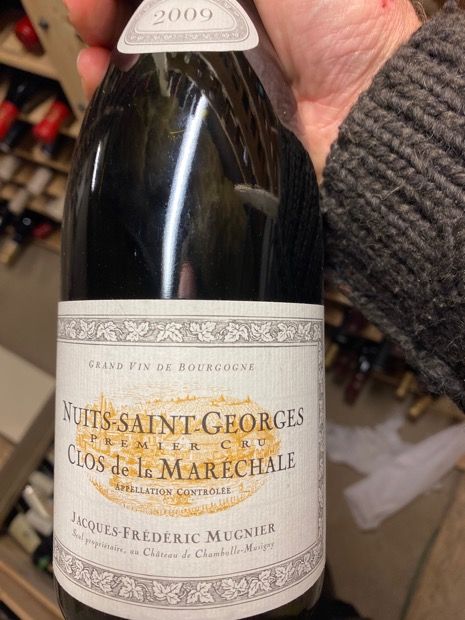 2009
GRAND VIN DE BOURGOGNE
NUITS-SAINT-GEORGES
PREMIER CRU
CLOS de la MARECHALE
APPELLATION CONTRÔLÉE
JACQUES-FRÉDÉRIC MUGNIER
Seul propriétaire, au Château de Chambolle-Musigny